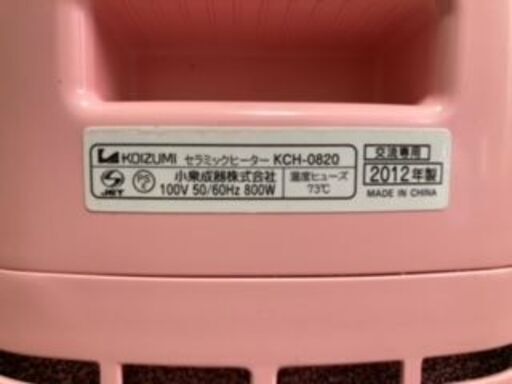 KOIZUMI セラミックヒーター KCH-0820
JET PSE 小泉成器株式会社
100V 50/60Hz 800W
温度ヒューズ
73℃
交流専用
2012年製
MADE IN CHINA